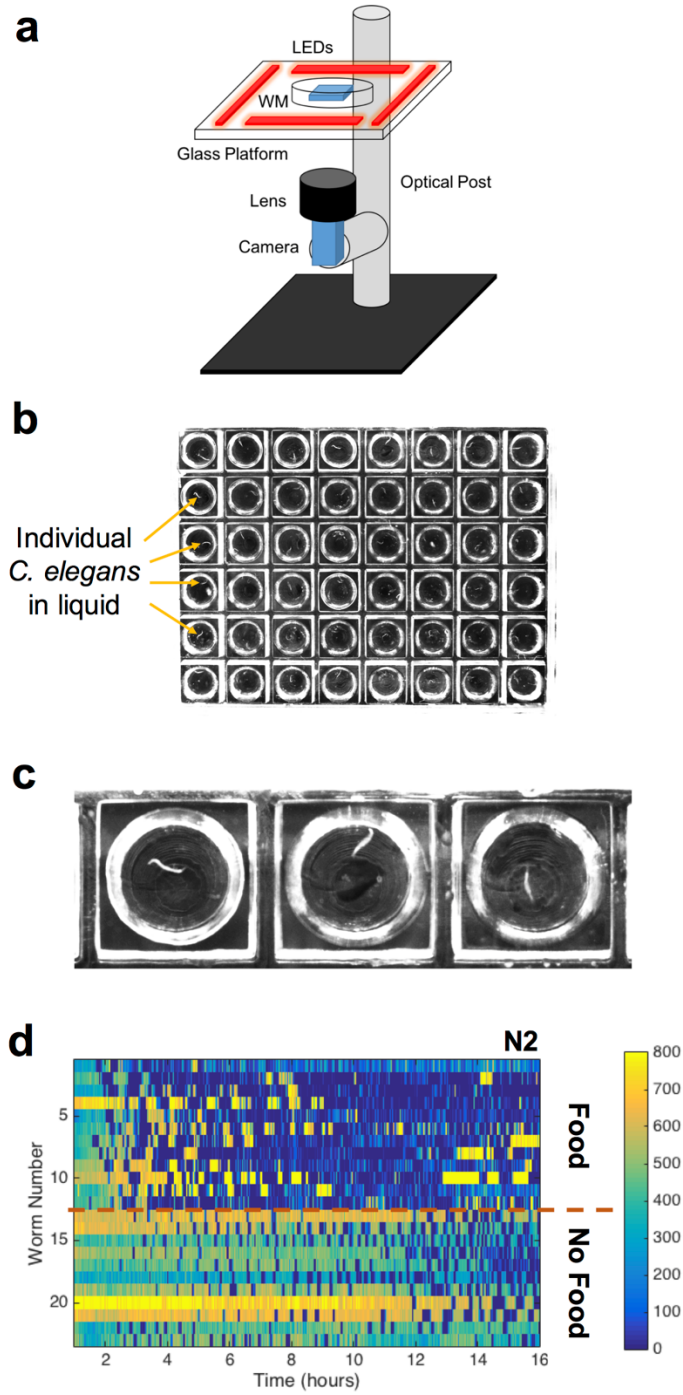 a
LEDs
WM
Glass Platform
Optical Post
Lens
Camera
b
Individual
C. elegans
in liquid
c
d
N2
800
700
600
500
400
300
200
100
0
5
10
15
20
Worm Number
2
4
6
8
10
12
14
16
Time (hours)
Food
No Food